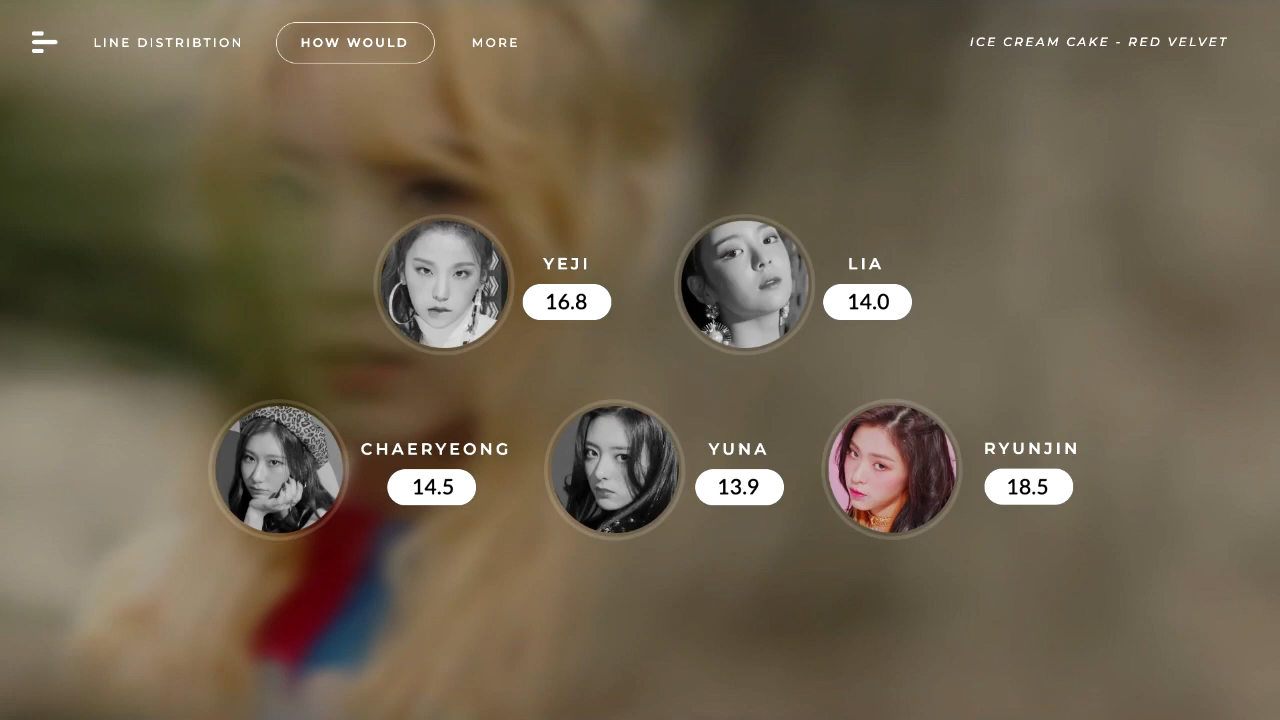 LINE DISTRIBTION
HOW WOULD
MORE
ICE CREAM CAKE - RED VELVET
YEJI
16.8
LIA
14.0
CHAERYEONG
14.5
YUNA
13.9
RYUNJIN
18.5